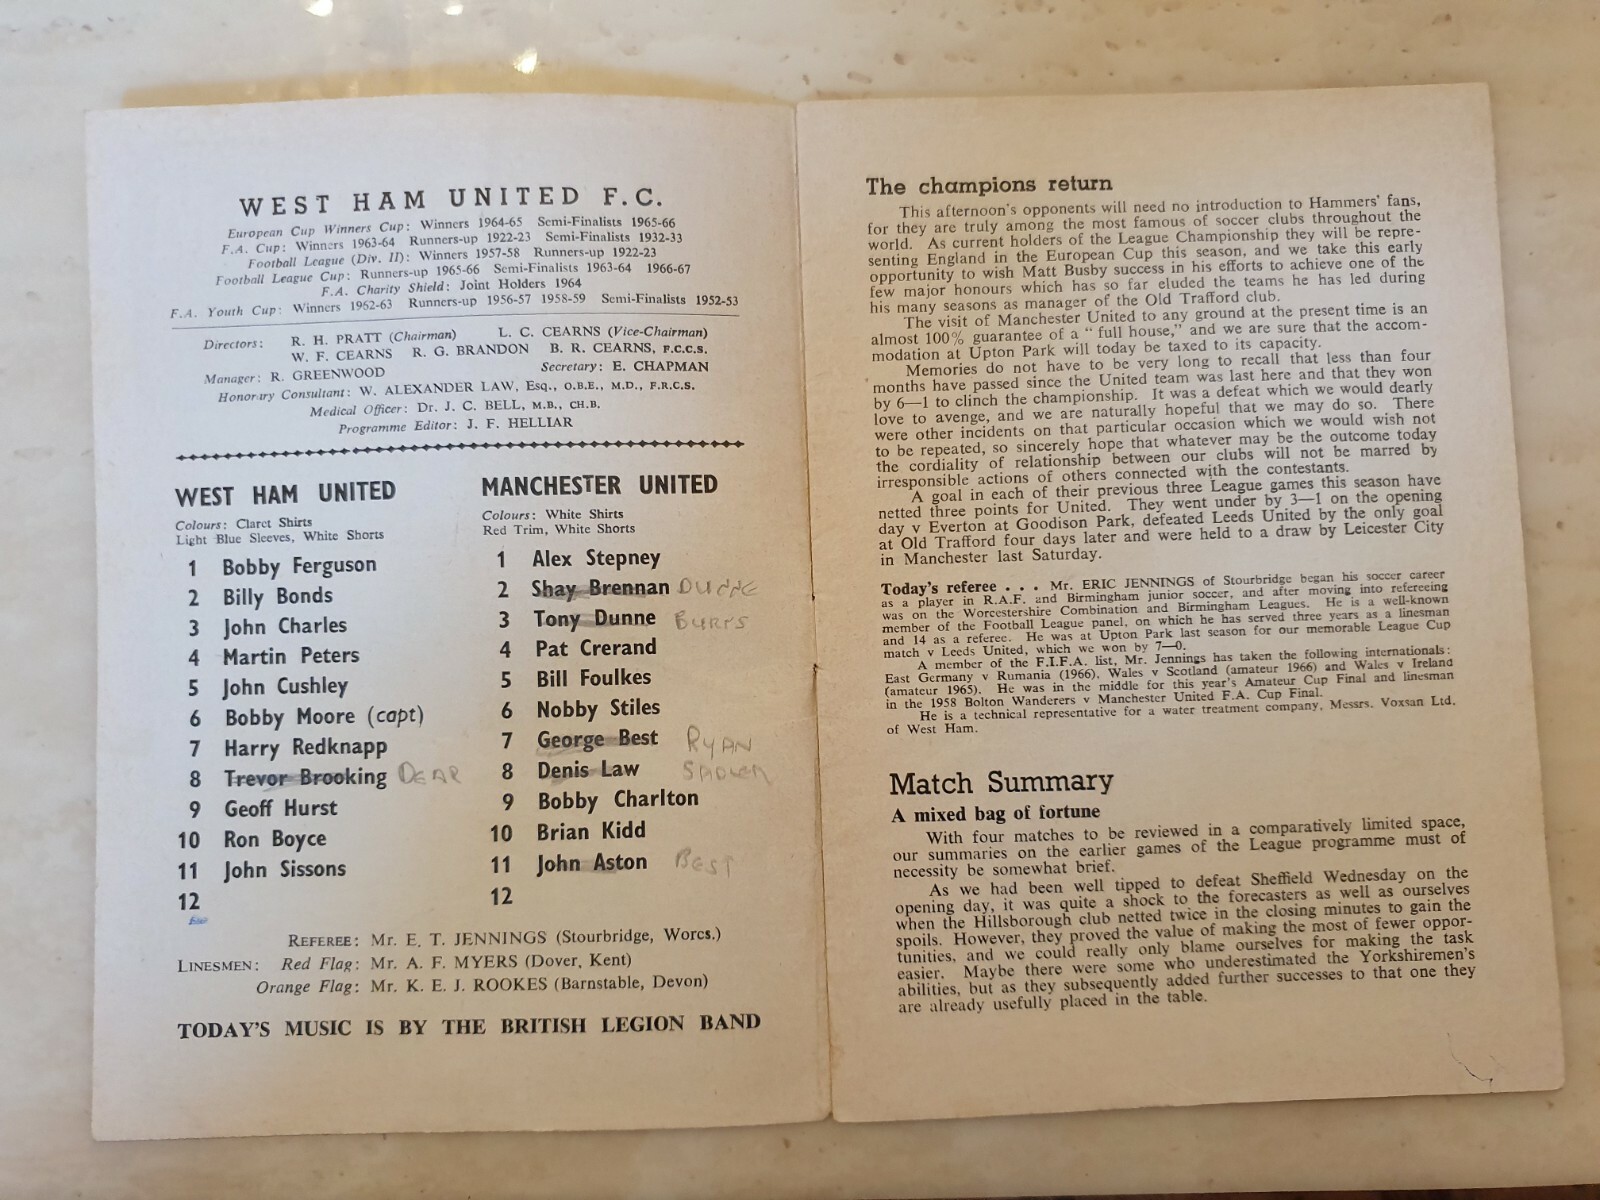 WEST HAM UNITED F.C.
European Cup Winners Cup: Winners 1964-65 Semi-Finalists 1965-66
F.A. Cup: Winners 1963-64 Runners-up 1922-23 Semi-Finalists 1932-33
Football League (Div. II): Winners 1957-58 Runners-up 1922-23
Football League Cup: Runners-up 1965-66 Semi-Finalists 1963-64 1966-67
F.A. Charity Shield: Joint Holders 1964
F.A. Youth Cup: Winners 1962-63 Runners-up 1956-57 1958-59 Semi-Finalists 1952-53
Directors: R. H. PRATT (Chairman) L. C. CEARNS (Vice-Chairman)
W. F. CEARNS R. G. BRANDON B. R. CEARNS, F.C.C.S.
Manager: R. GREENWOOD Secretary: E. CHAPMAN
Honorary Consultant: W. ALEXANDER LAW, Esq., O.B.E., M.D., F.R.C.S.
Medical Officer: Dr. J. C. BELL, M.B., CH.B.
Programme Editor: J. F. HELLIAR
WEST HAM UNITED
Colours: Claret Shirts
Light Blue Sleeves, White Shorts
1 Bobby Ferguson
2 Billy Bonds
3 John Charles
4 Martin Peters
5 John Cushley
6 Bobby Moore (capt)
7 Harry Redknapp
8 Trevor Brooking DEAR
9 Geoff Hurst
10 Ron Boyce
11 John Sissons
12
MANCHESTER UNITED
Colours: White Shirts
Red Trim, White Shorts
1 Alex Stepney
2 Shay Brennan DUNNE
3 Tony Dunne BURNS
4 Pat Crerand
5 Bill Foulkes
6 Nobby Stiles
7 George Best RYAN
8 Denis Law SADLER
9 Bobby Charlton
10 Brian Kidd
11 John Aston BEST
12
REFEREE: Mr. E. T. JENNINGS (Stourbridge, Worcs.)
LINESMEN: Red Flag: Mr. A. F. MYERS (Dover, Kent)
Orange Flag: Mr. K. E. J. ROOKES (Barnstable, Devon)
TODAY'S MUSIC IS BY THE BRITISH LEGION BAND
The champions return
This afternoon's opponents will need no introduction to Hammers' fans,
for they are truly among the most famous of soccer clubs throughout the
world. As current holders of the League Championship they will be repre-
senting England in the European Cup this season, and we take this early
opportunity to wish Matt Busby success in his efforts to achieve one of the
few major honours which has so far eluded the teams he has led during
his many seasons as manager of the Old Trafford club.
The visit of Manchester United to any ground at the present time is an
almost 100% guarantee of a " full house," and we are sure that the accom-
modation at Upton Park will today be taxed to its capacity.
Memories do not have to be very long to recall that less than four
months have passed since the United team was last here and that they won
by 6—1 to clinch the championship. It was a defeat which we would dearly
love to avenge, and we are naturally hopeful that we may do so. There
were other incidents on that particular occasion which we would wish not
to be repeated, so sincerely hope that whatever may be the outcome today
the cordiality of relationship between our clubs will not be marred by
irresponsible actions of others connected with the contestants.
A goal in each of their previous three League games this season have
netted three points for United. They went under by 3—1 on the opening
day v Everton at Goodison Park, defeated Leeds United by the only goal
at Old Trafford four days later and were held to a draw by Leicester City
in Manchester last Saturday.
Today's referee . . . Mr. ERIC JENNINGS of Stourbridge began his soccer career
as a player in R.A.F. and Birmingham junior soccer, and after moving into refereeing
was on the Worcestershire Combination and Birmingham Leagues. He is a well-known
member of the Football League panel, on which he has served three years as a linesman
and 14 as a referee. He was at Upton Park last season for our memorable League Cup
match v Leeds United, which we won by 7—0.
A member of the F.I.F.A. list, Mr. Jennings has taken the following internationals:
East Germany v Rumania (1966), Wales v Scotland (amateur 1966) and Wales v Ireland
(amateur 1965). He was in the middle for this year's Amateur Cup Final and linesman
in the 1958 Bolton Wanderers v Manchester United F.A. Cup Final.
He is a technical representative for a water treatment company, Messrs. Voxsan Ltd.
of West Ham.
Match Summary
A mixed bag of fortune
With four matches to be reviewed in a comparatively limited space,
our summaries on the earlier games of the League programme must of
necessity be somewhat brief.
As we had been well tipped to defeat Sheffield Wednesday on the
opening day, it was quite a shock to the forecasters as well as ourselves
when the Hillsborough club netted twice in the closing minutes to gain the
spoils. However, they proved the value of making the most of fewer oppor-
tunities, and we could really only blame ourselves for making the task
easier. Maybe there were some who underestimated the Yorkshiremen's
abilities, but as they subsequently added further successes to that one they
are already usefully placed in the table.